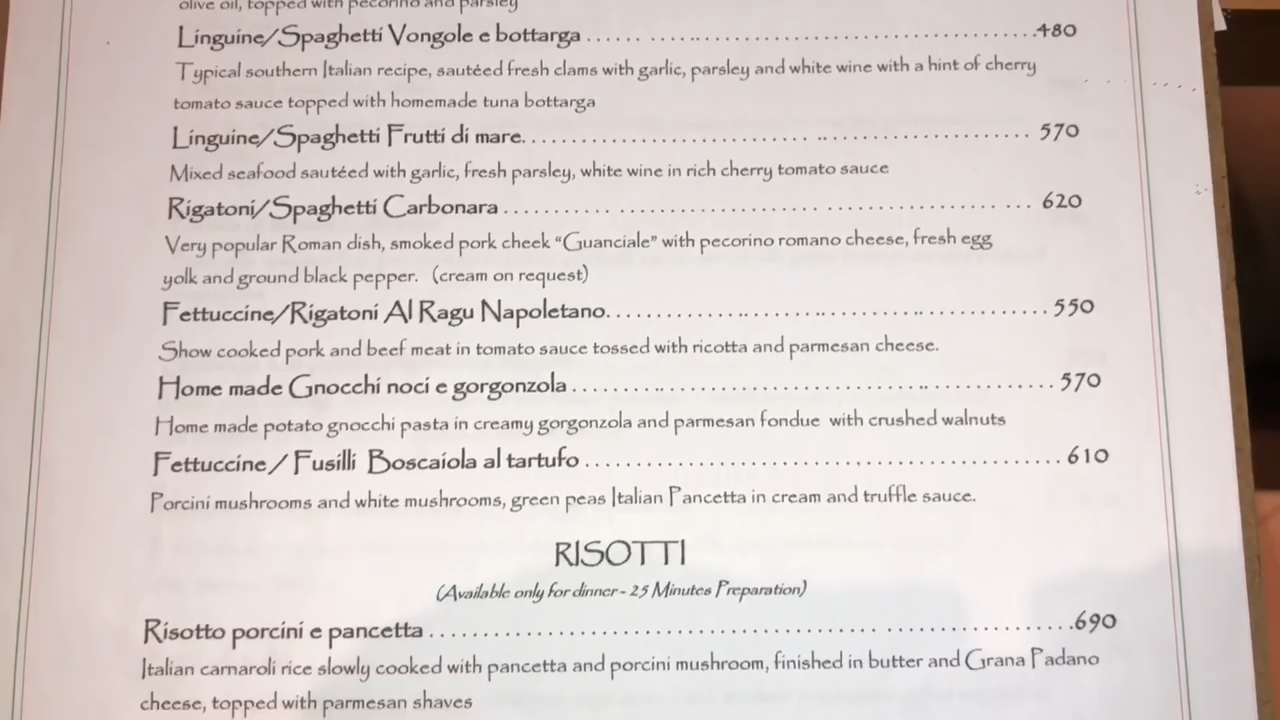 olive oil, topped with pecorino and parsley
Linguine/Spaghetti Vongole e bottarga ........................................480
Typical southern Italian recipe, sautéed fresh clams with garlic, parsley and white wine with a hint of cherry
tomato sauce topped with homemade tuna bottarga
Linguine/Spaghetti Frutti di mare............................................. 570
Mixed seafood sautéed with garlic, fresh parsley, white wine in rich cherry tomato sauce
Rigatoni/Spaghetti Carbonara ................................................ 620
Very popular Roman dish, smoked pork cheek “Guanciale” with pecorino romano cheese, fresh egg
yolk and ground black pepper. (cream on request)
Fettuccine/Rigatoni Al Ragu Napoletano........................................550
Show cooked pork and beef meat in tomato sauce tossed with ricotta and parmesan cheese.
Home made Gnocchi noci e gorgonzola ..........................................570
Home made potato gnocchi pasta in creamy gorgonzola and parmesan fondue with crushed walnuts
Fettuccine / Fusilli Boscaiola al tartufo ..........................................610
Porcini mushrooms and white mushrooms, green peas Italian Pancetta in cream and truffle sauce.
RISOTTI
(Available only for dinner - 25 Minutes Preparation)
Risotto porcini e pancetta ......................................................690
Italian carnaroli rice slowly cooked with pancetta and porcini mushroom, finished in butter and Grana Padano
cheese, topped with parmesan shaves